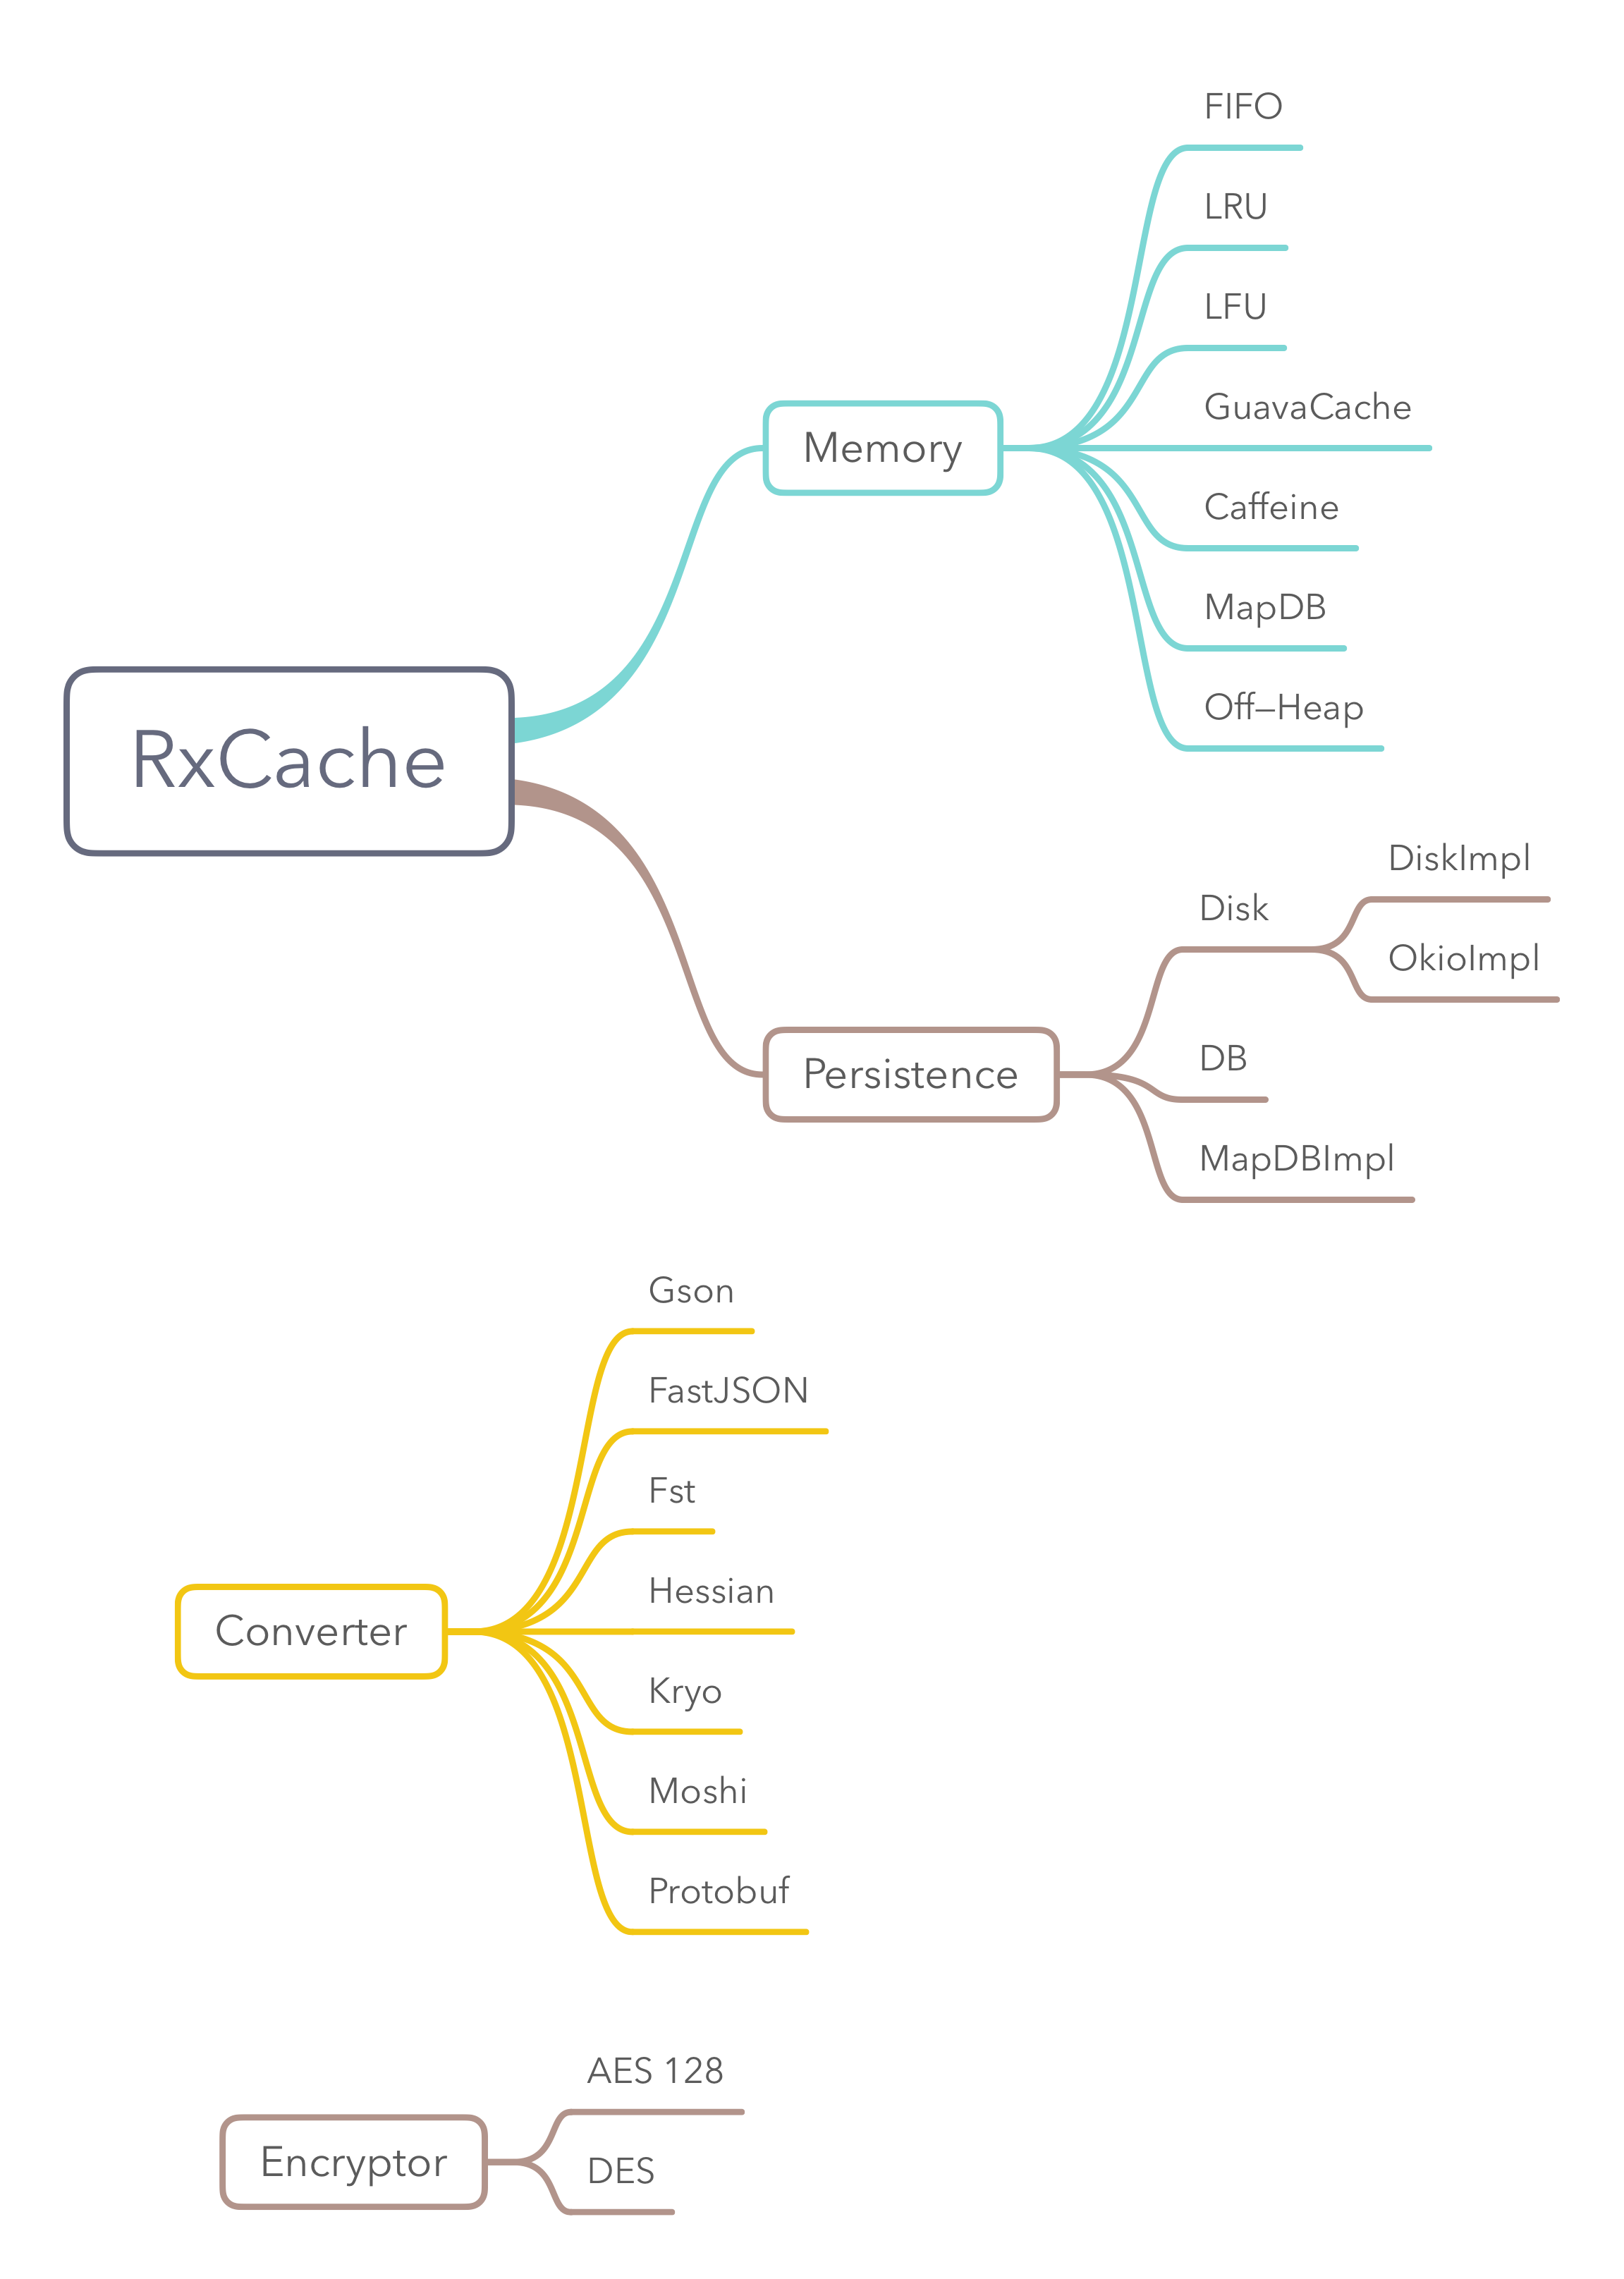 RxCache
Memory
FIFO
LRU
LFU
GuavaCache
Caffeine
MapDB
Off–Heap
Persistence
Disk
DiskImpl
OkioImpl
DB
MapDBImpl
Converter
Gson
FastJSON
Fst
Hessian
Kryo
Moshi
Protobuf
Encryptor
AES 128
DES